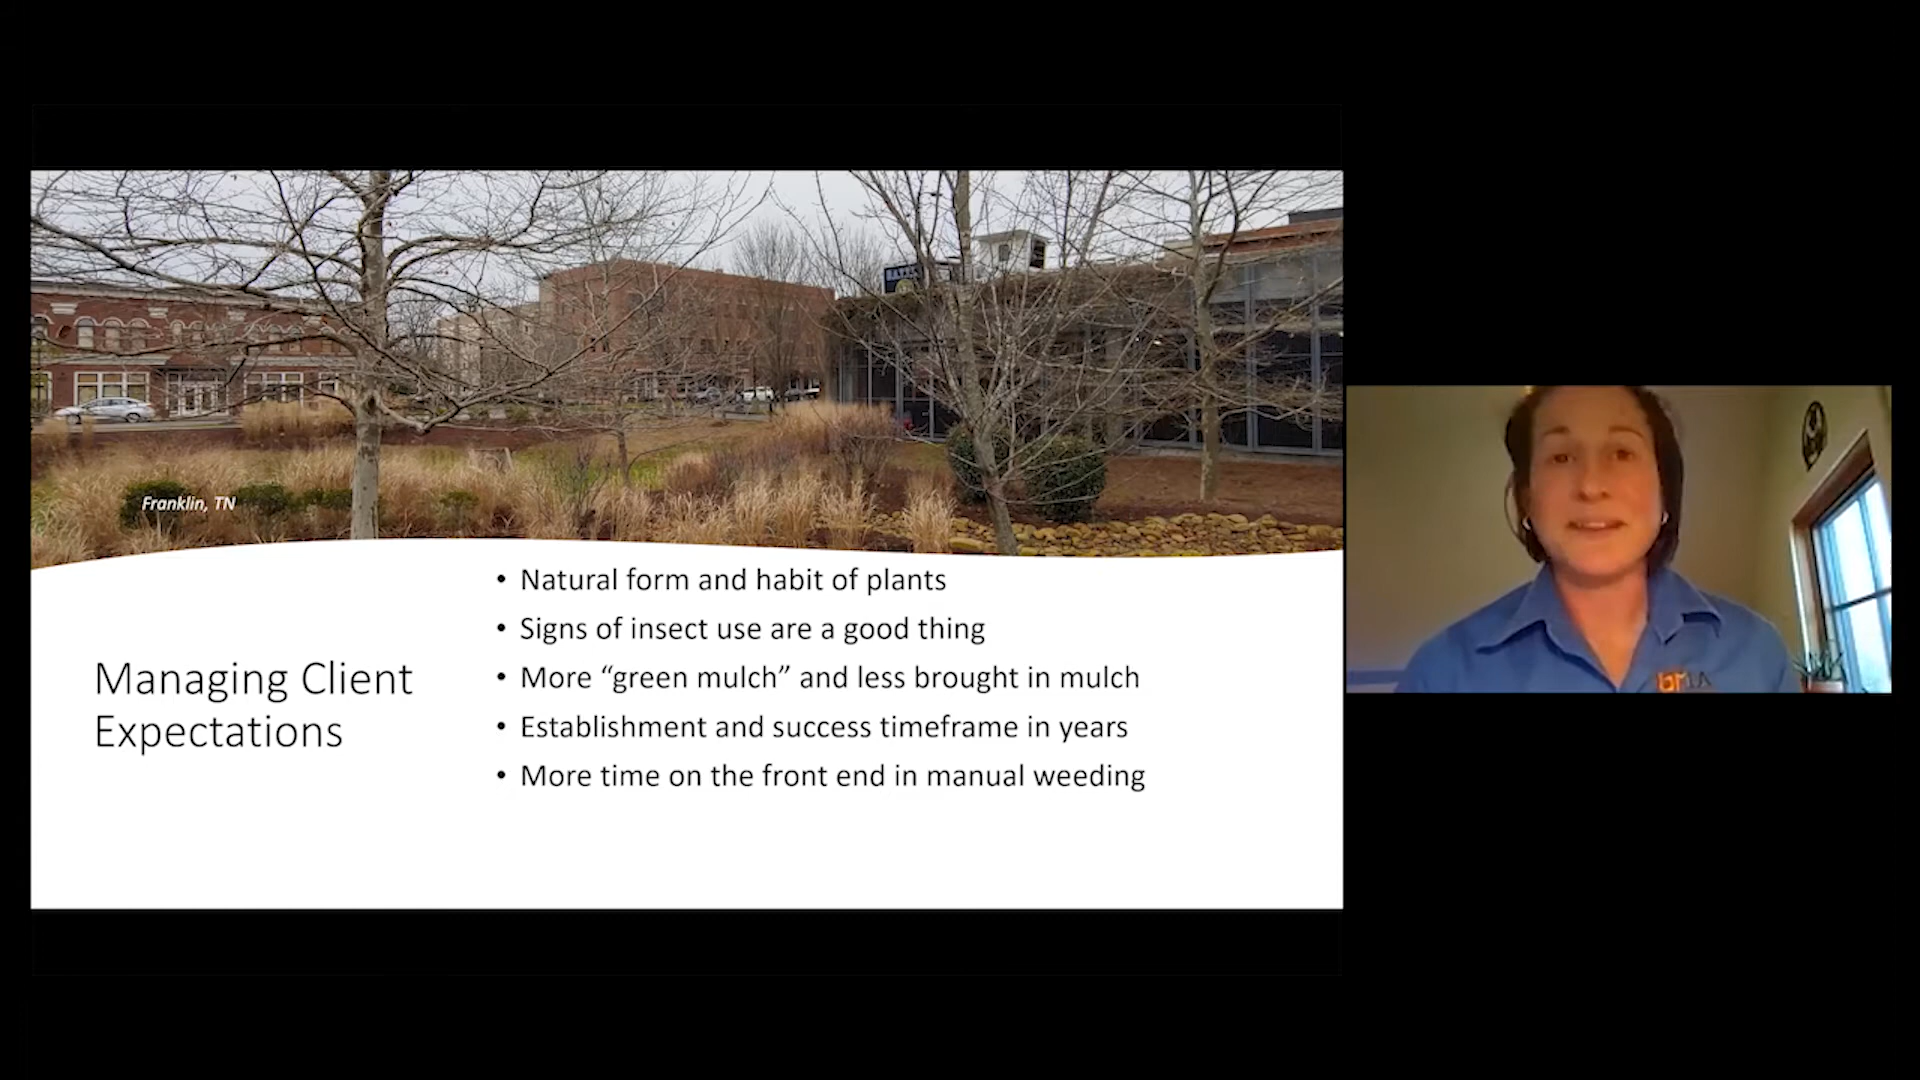 Franklin, TN
Managing Client
Expectations
• Natural form and habit of plants
• Signs of insect use are a good thing
• More “green mulch” and less brought in mulch
• Establishment and success timeframe in years
• More time on the front end in manual weeding